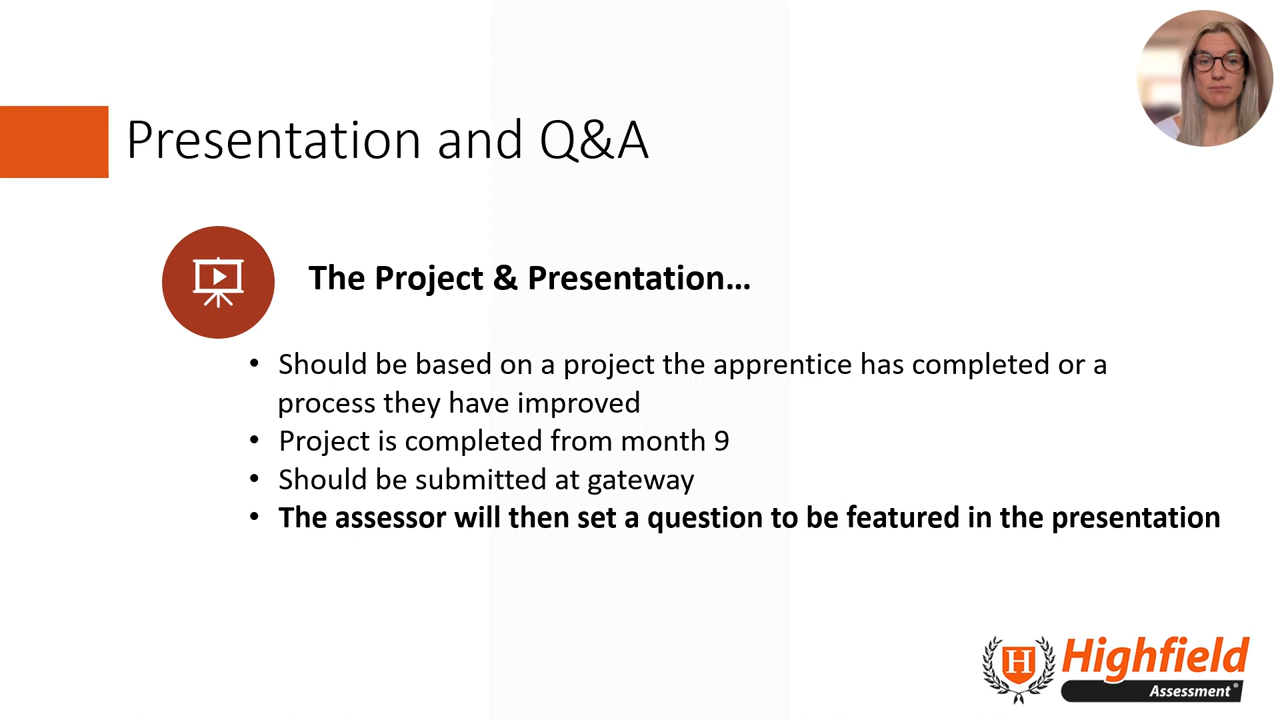 Presentation and Q&A
The Project & Presentation...
• Should be based on a project the apprentice has completed or a
process they have improved
• Project is completed from month 9
• Should be submitted at gateway
• The assessor will then set a question to be featured in the presentation
H
Highfield
Assessment®